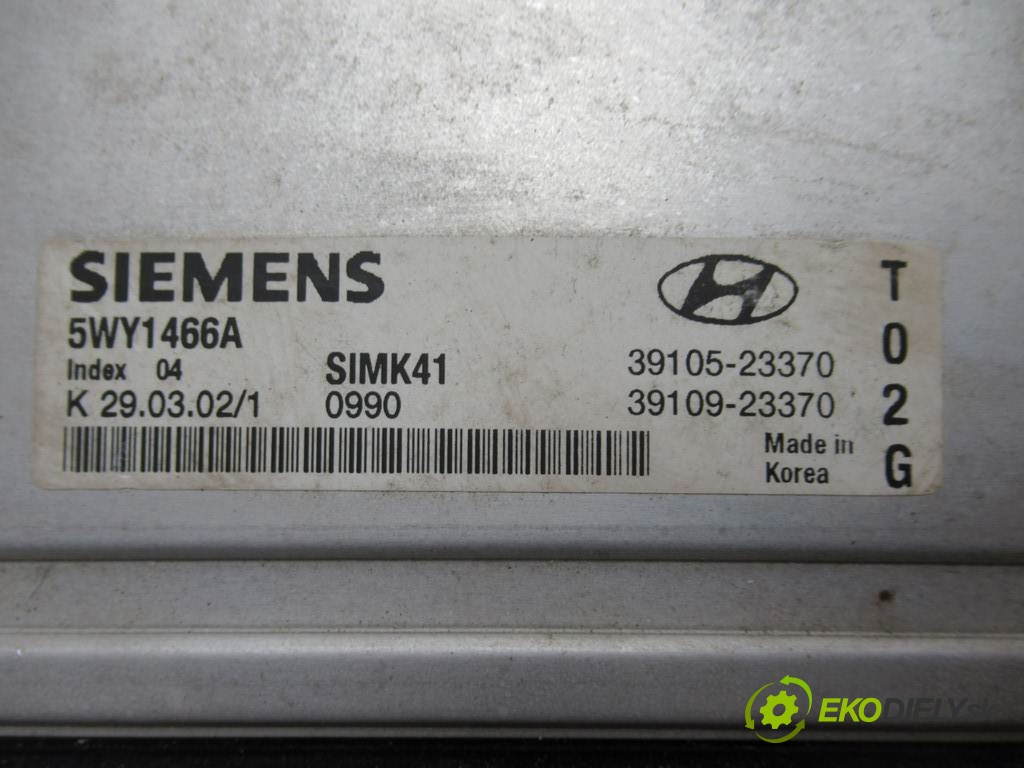 SIEMENS
5WY1466A
Index 04 SIMK41 39105-23370
K 29.03.02/1 0990 39109-23370
Made in
Korea
T
0
2
G
EKODIELY.sk